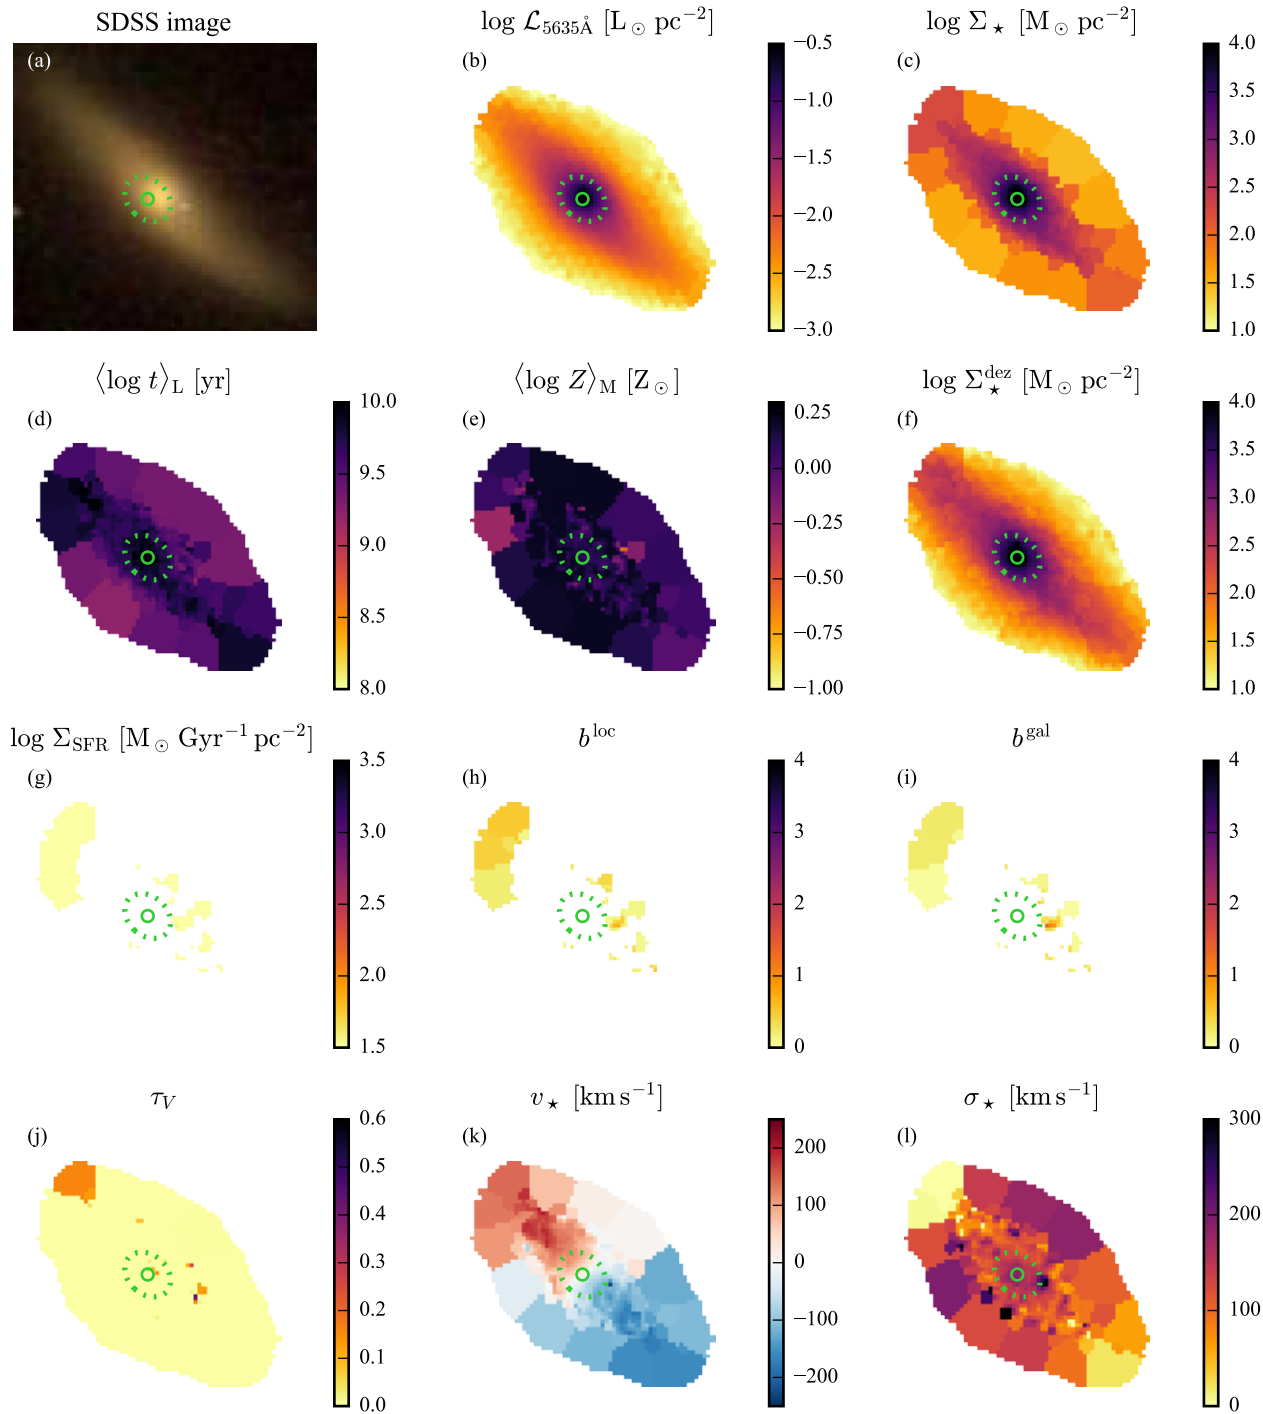 SDSS image
(a)
log ℒ₅₆₃₅Å [L⊙ pc⁻²]
(b)
−0.5
−1.0
−1.5
−2.0
−2.5
−3.0
log Σ⋆ [M⊙ pc⁻²]
(c)
4.0
3.5
3.0
2.5
2.0
1.5
1.0
⟨log t⟩L [yr]
(d)
10.0
9.5
9.0
8.5
8.0
⟨log Z⟩M [Z⊙]
(e)
0.25
0.00
−0.25
−0.50
−0.75
−1.00
log Σ⋆^dez [M⊙ pc⁻²]
(f)
4.0
3.5
3.0
2.5
2.0
1.5
1.0
log ΣSFR [M⊙ Gyr⁻¹ pc⁻²]
(g)
3.5
3.0
2.5
2.0
1.5
b^loc
(h)
4
3
2
1
0
b^gal
(i)
4
3
2
1
0
τV
(j)
0.6
0.5
0.4
0.3
0.2
0.1
0.0
v⋆ [km s⁻¹]
(k)
200
100
0
−100
−200
σ⋆ [km s⁻¹]
(l)
300
200
100
0